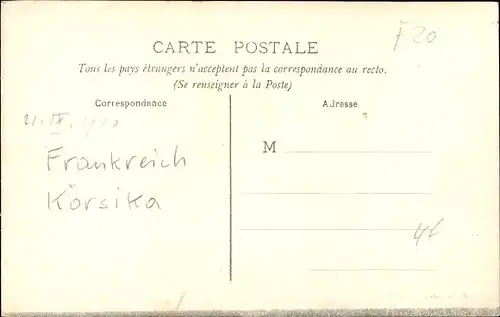 F20
CARTE POSTALE
Tous les pays étrangers n'acceptent pas la correspondance au recto.
(Se renseigner à la Poste)
Correspondance
Adresse
M
Frankreich
Korsika